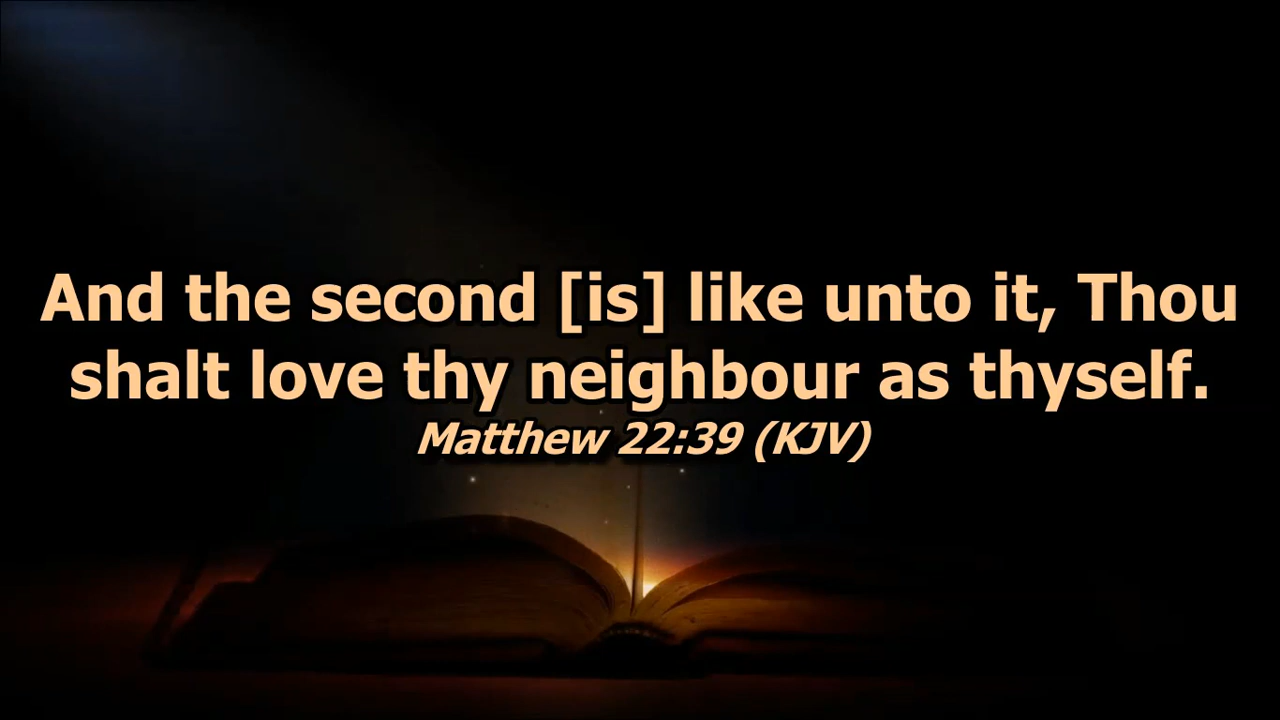 And the second [is] like unto it, Thou
shalt love thy neighbour as thyself.
Matthew 22:39 (KJV)